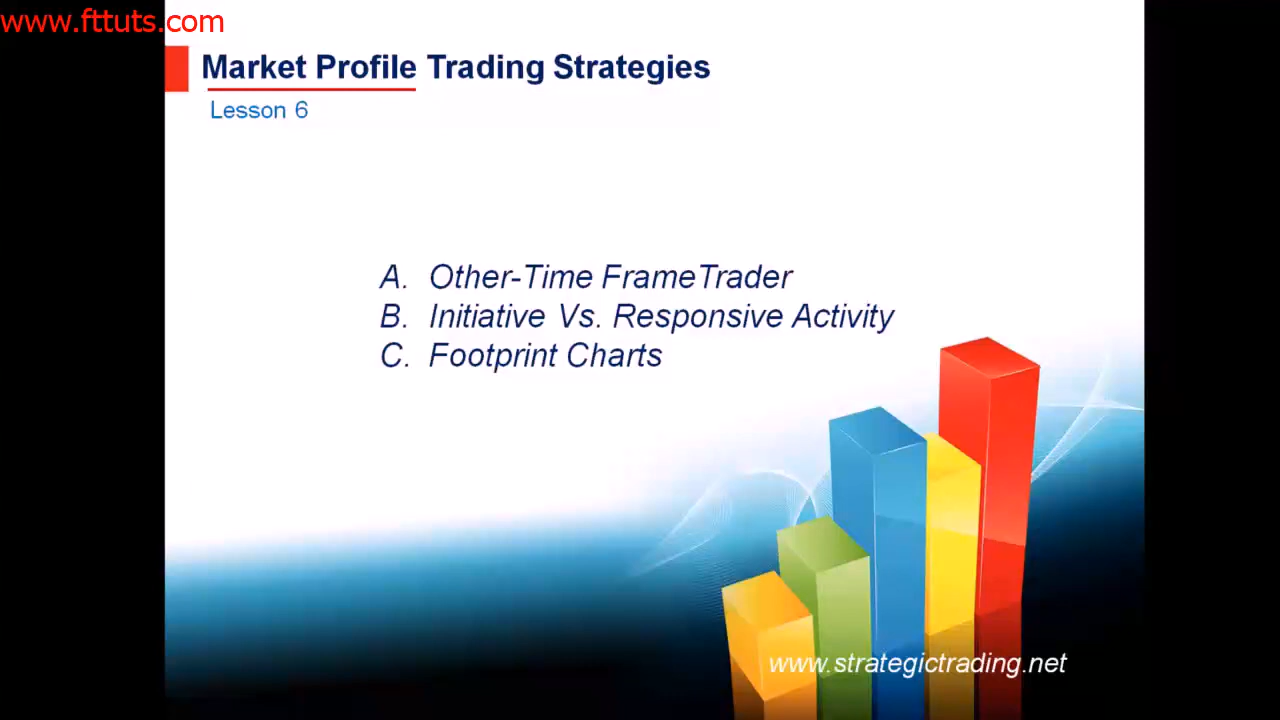 www.fttuts.com
Market Profile Trading Strategies
Lesson 6
A. Other-Time FrameTrader
B. Initiative Vs. Responsive Activity
C. Footprint Charts
www.strategictrading.net